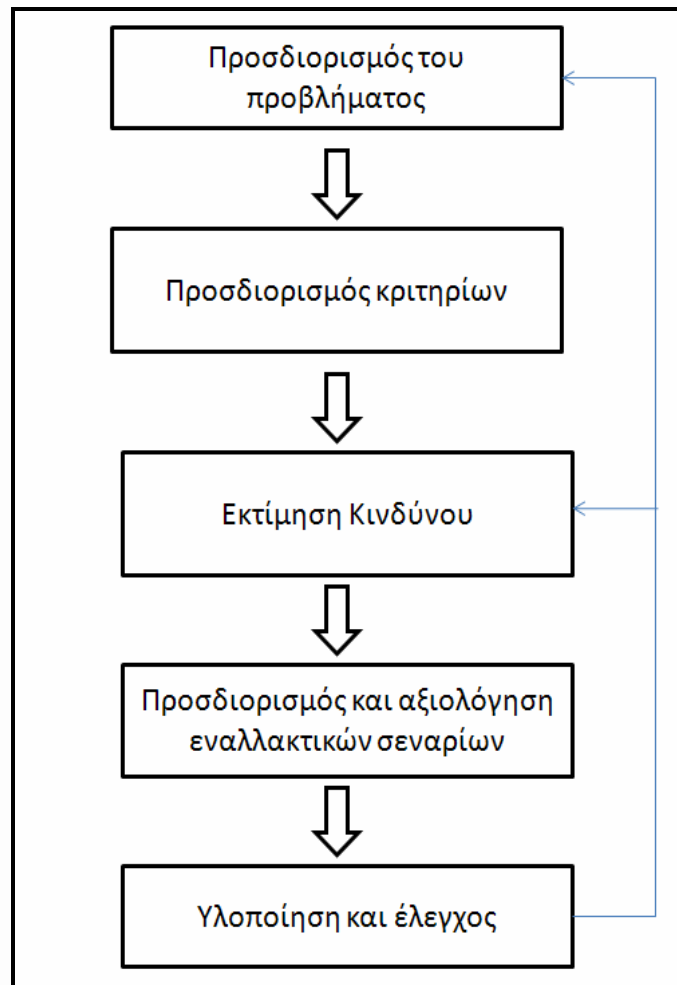 Προσδιορισμός του
προβλήματος
Προσδιορισμός κριτηρίων
Εκτίμηση Κινδύνου
Προσδιορισμός και αξιολόγηση
εναλλακτικών σεναρίων
Υλοποίηση και έλεγχος